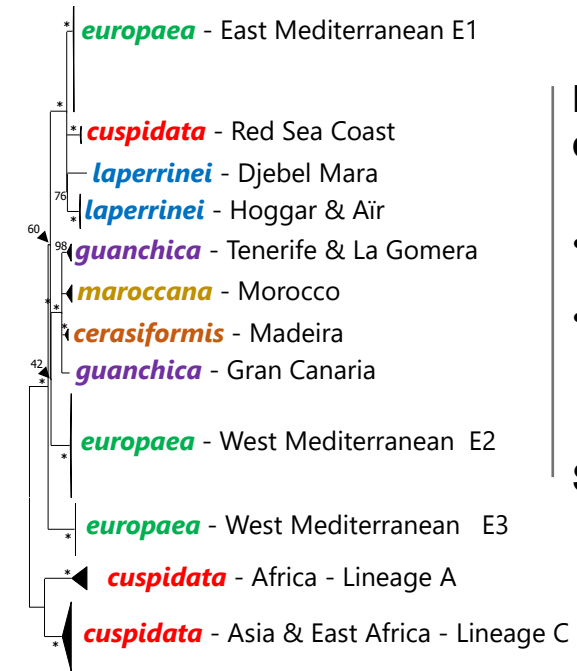 *
europaea - East Mediterranean E1
*
*
cuspidata - Red Sea Coast
laperrinei - Djebel Mara
76
*
laperrinei - Hoggar & Aïr
60
98
guanchica - Tenerife & La Gomera
*
*
maroccana - Morocco
*
cerasiformis - Madeira
42
guanchica - Gran Canaria
*
*
europaea - West Mediterranean E2
*
europaea - West Mediterranean E3
*
cuspidata - Africa - Lineage A
*
cuspidata - Asia & East Africa - Lineage C